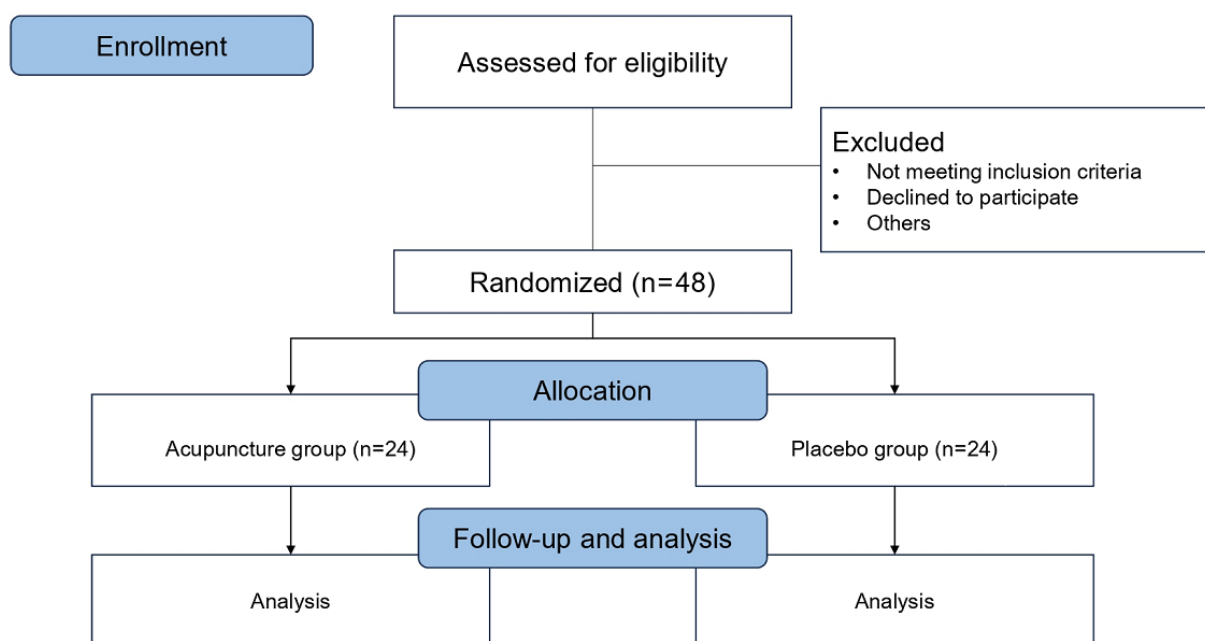 Enrollment
Assessed for eligibility
Excluded
• Not meeting inclusion criteria
• Declined to participate
• Others
Randomized (n=48)
Allocation
Acupuncture group (n=24)
Placebo group (n=24)
Follow-up and analysis
Analysis
Analysis